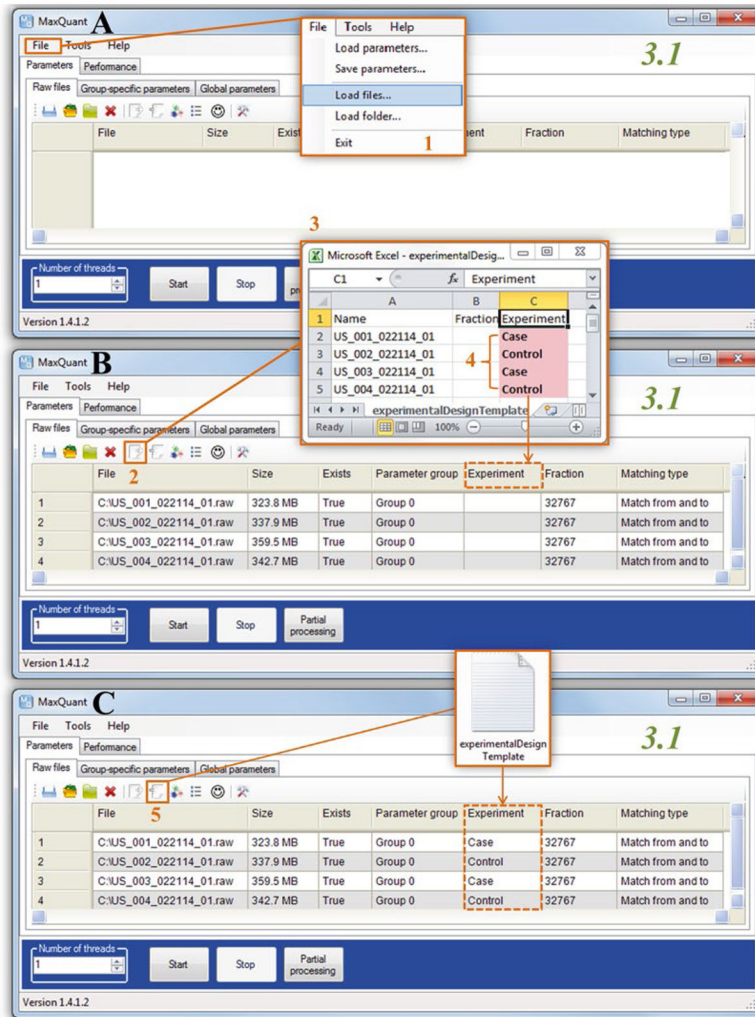 MaxQuant A
File Tools Help
3.1
Parameters Performance
Raw files Group-specific parameters Global parameters
File Size Fraction Matching type
File Tools Help
Load parameters...
Save parameters...
Load files...
Load folder...
Exit
1
Number of threads
1
Start
Stop
Version 1.4.1.2
3
Microsoft Excel - experimentalDesig...
C1 fx Experiment
A B C
1 Name Fraction Experiment
2 US_001_022114_01 Case
3 US_002_022114_01 Control
4 US_003_022114_01 Case
5 US_004_022114_01 Control
4
experimentalDesignTemplate
Ready 100%
MaxQuant B
File Tools Help
3.1
Parameters Performance
Raw files Group-specific parameters Global parameters
2
File Size Exists Parameter group Experiment Fraction Matching type
1 C:\US_001_022114_01.raw 323.8 MB True Group 0 32767 Match from and to
2 C:\US_002_022114_01.raw 337.9 MB True Group 0 32767 Match from and to
3 C:\US_003_022114_01.raw 359.5 MB True Group 0 32767 Match from and to
4 C:\US_004_022114_01.raw 342.7 MB True Group 0 32767 Match from and to
Number of threads
1
Start
Stop
Partial
processing
Version 1.4.1.2
MaxQuant C
File Tools Help
3.1
experimentalDesign
Template
Parameters Performance
Raw files Group-specific parameters Global parameters
5
File Size Exists Parameter group Experiment Fraction Matching type
1 C:\US_001_022114_01.raw 323.8 MB True Group 0 Case 32767 Match from and to
2 C:\US_002_022114_01.raw 337.9 MB True Group 0 Control 32767 Match from and to
3 C:\US_003_022114_01.raw 359.5 MB True Group 0 Case 32767 Match from and to
4 C:\US_004_022114_01.raw 342.7 MB True Group 0 Control 32767 Match from and to
Number of threads
1
Start
Stop
Partial
processing
Version 1.4.1.2